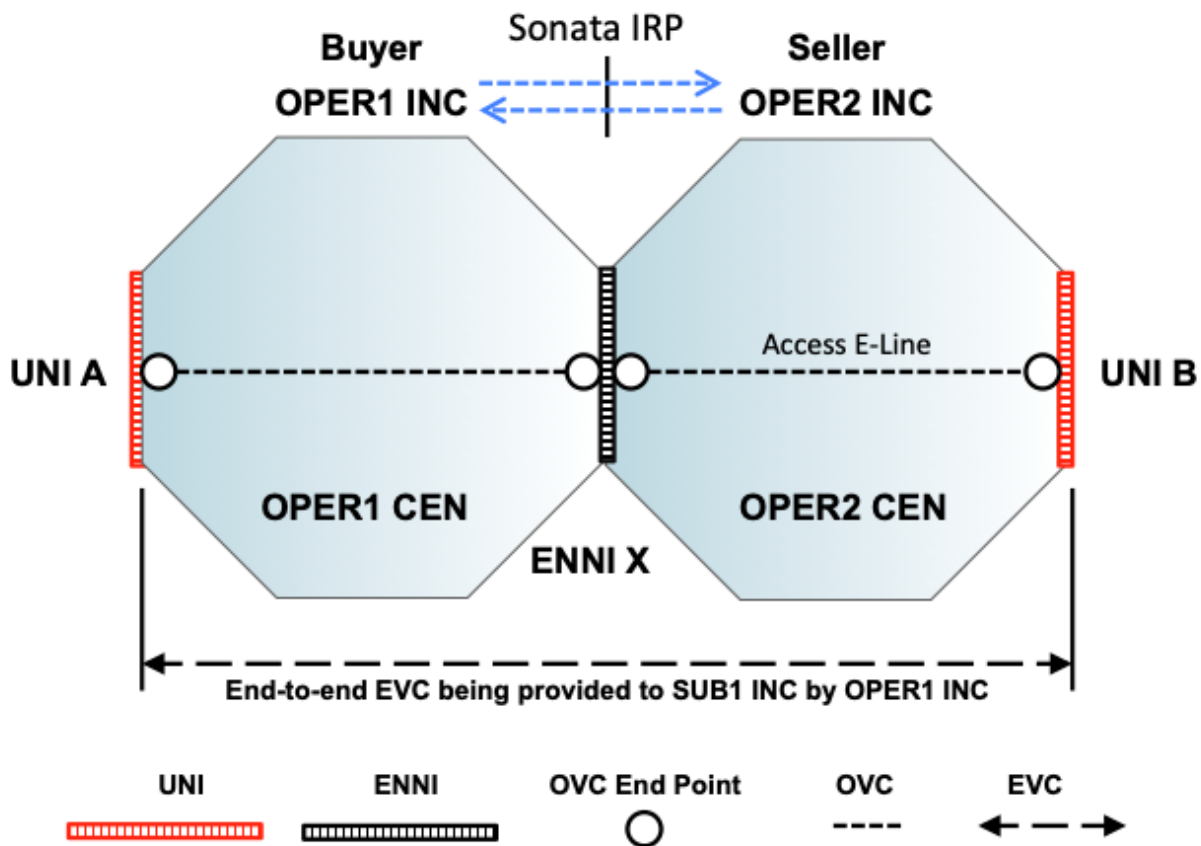 Sonata IRP
Buyer
Seller
OPER1 INC
OPER2 INC
Access E-Line
UNI A
UNI B
OPER1 CEN
OPER2 CEN
ENNI X
End-to-end EVC being provided to SUB1 INC by OPER1 INC
UNI
ENNI
OVC End Point
OVC
EVC